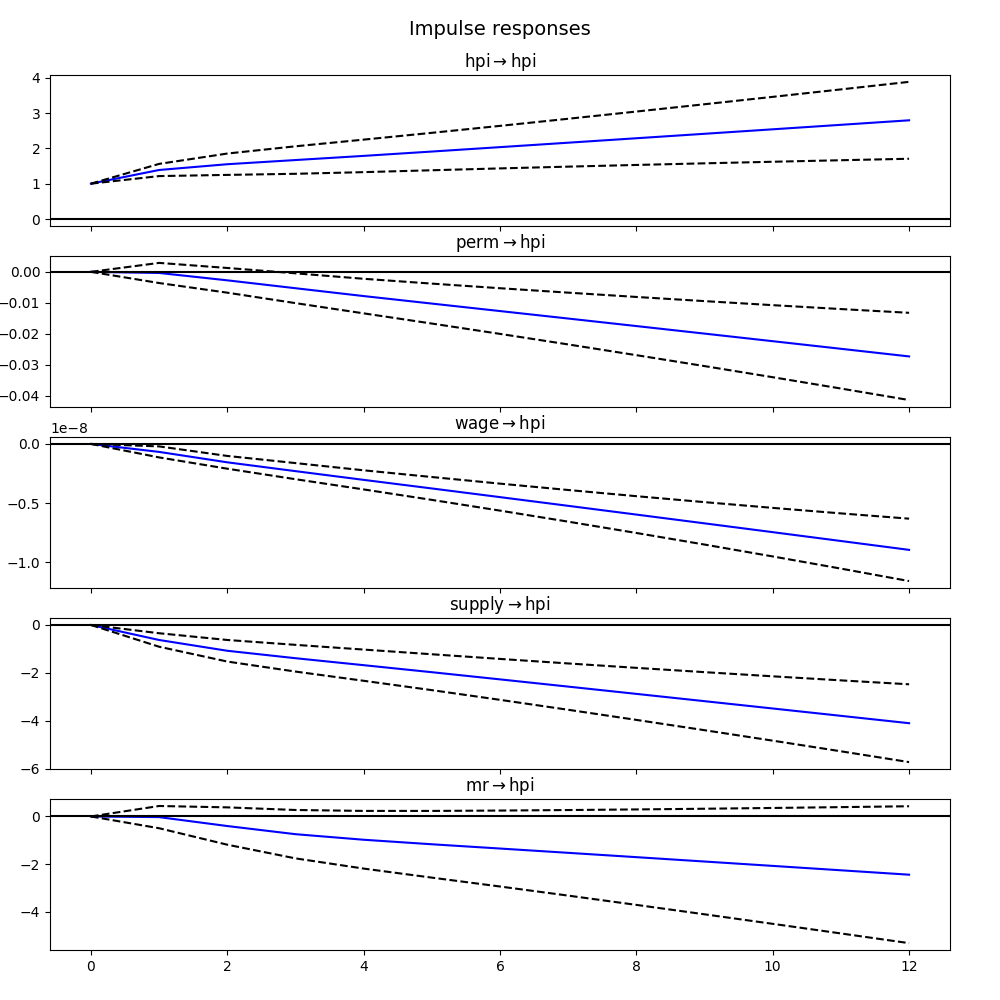 Impulse responses
hpi → hpi
4
3
2
1
0
perm → hpi
0.00
−0.01
−0.02
−0.03
−0.04
wage → hpi
1e−8
0.0
−0.5
−1.0
supply → hpi
0
−2
−4
−6
mr → hpi
0
−2
−4
0 2 4 6 8 10 12